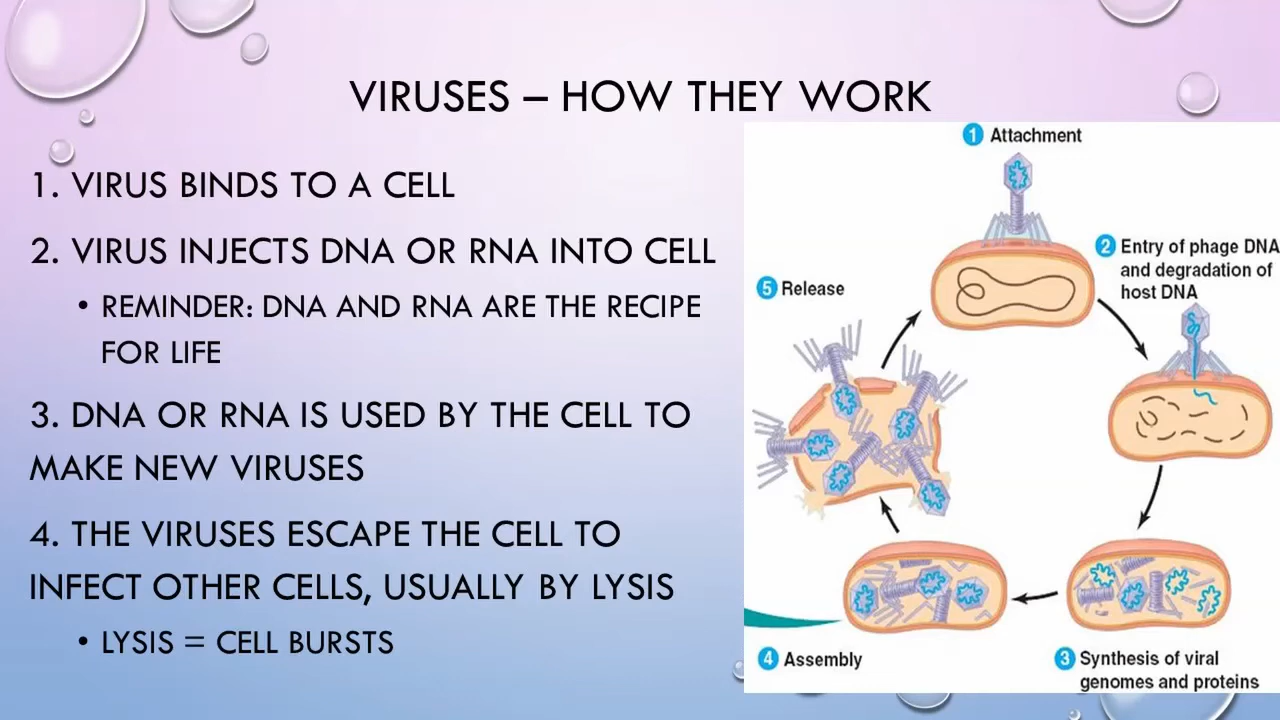 VIRUSES – HOW THEY WORK
1. VIRUS BINDS TO A CELL
2. VIRUS INJECTS DNA OR RNA INTO CELL
• REMINDER: DNA AND RNA ARE THE RECIPE
FOR LIFE
3. DNA OR RNA IS USED BY THE CELL TO
MAKE NEW VIRUSES
4. THE VIRUSES ESCAPE THE CELL TO
INFECT OTHER CELLS, USUALLY BY LYSIS
• LYSIS = CELL BURSTS
1 Attachment
2 Entry of phage DNA
and degradation of
host DNA
3 Synthesis of viral
genomes and proteins
4 Assembly
5 Release